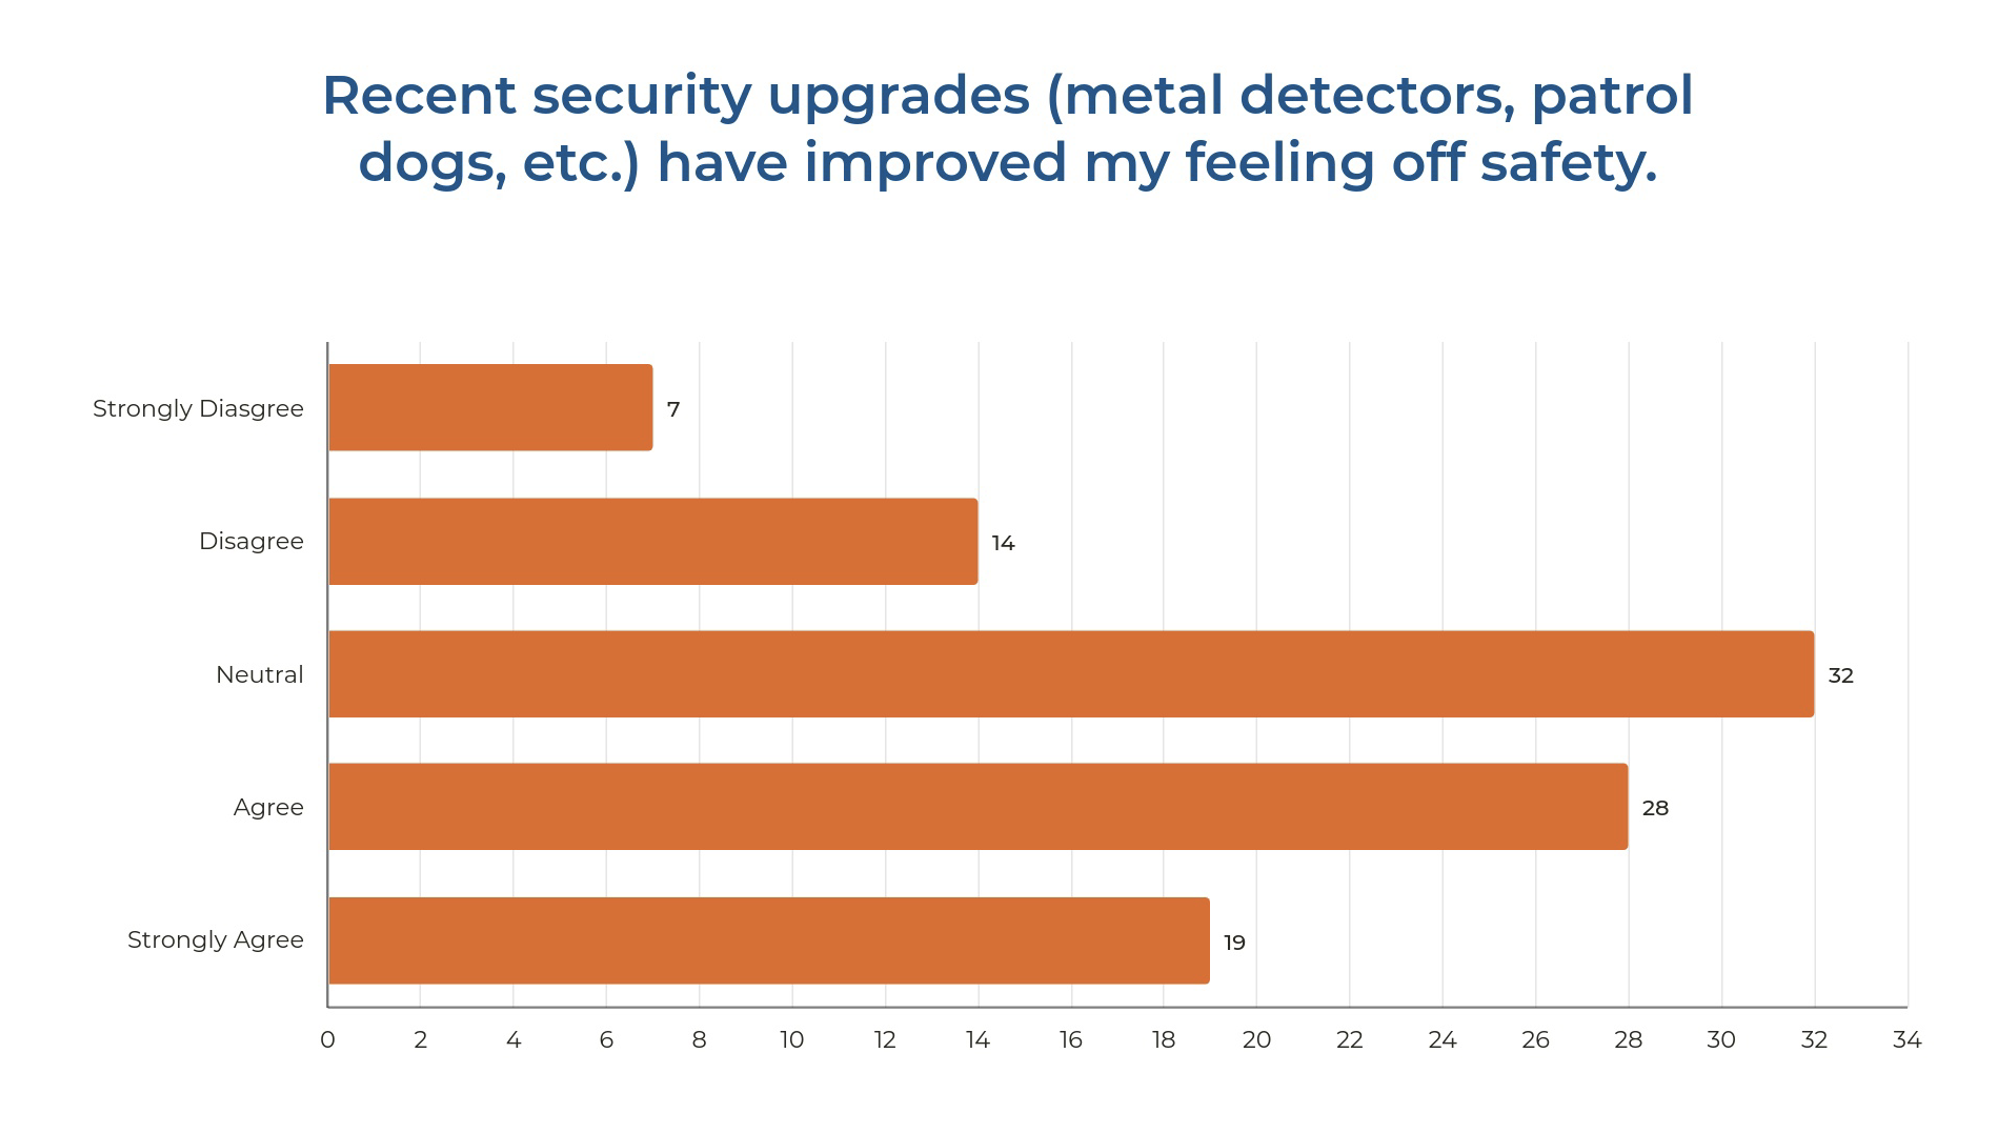 Recent security upgrades (metal detectors, patrol
dogs, etc.) have improved my feeling off safety.
Strongly Diasgree
7
Disagree
14
Neutral
32
Agree
28
Strongly Agree
19
0 2 4 6 8 10 12 14 16 18 20 22 24 26 28 30 32 34